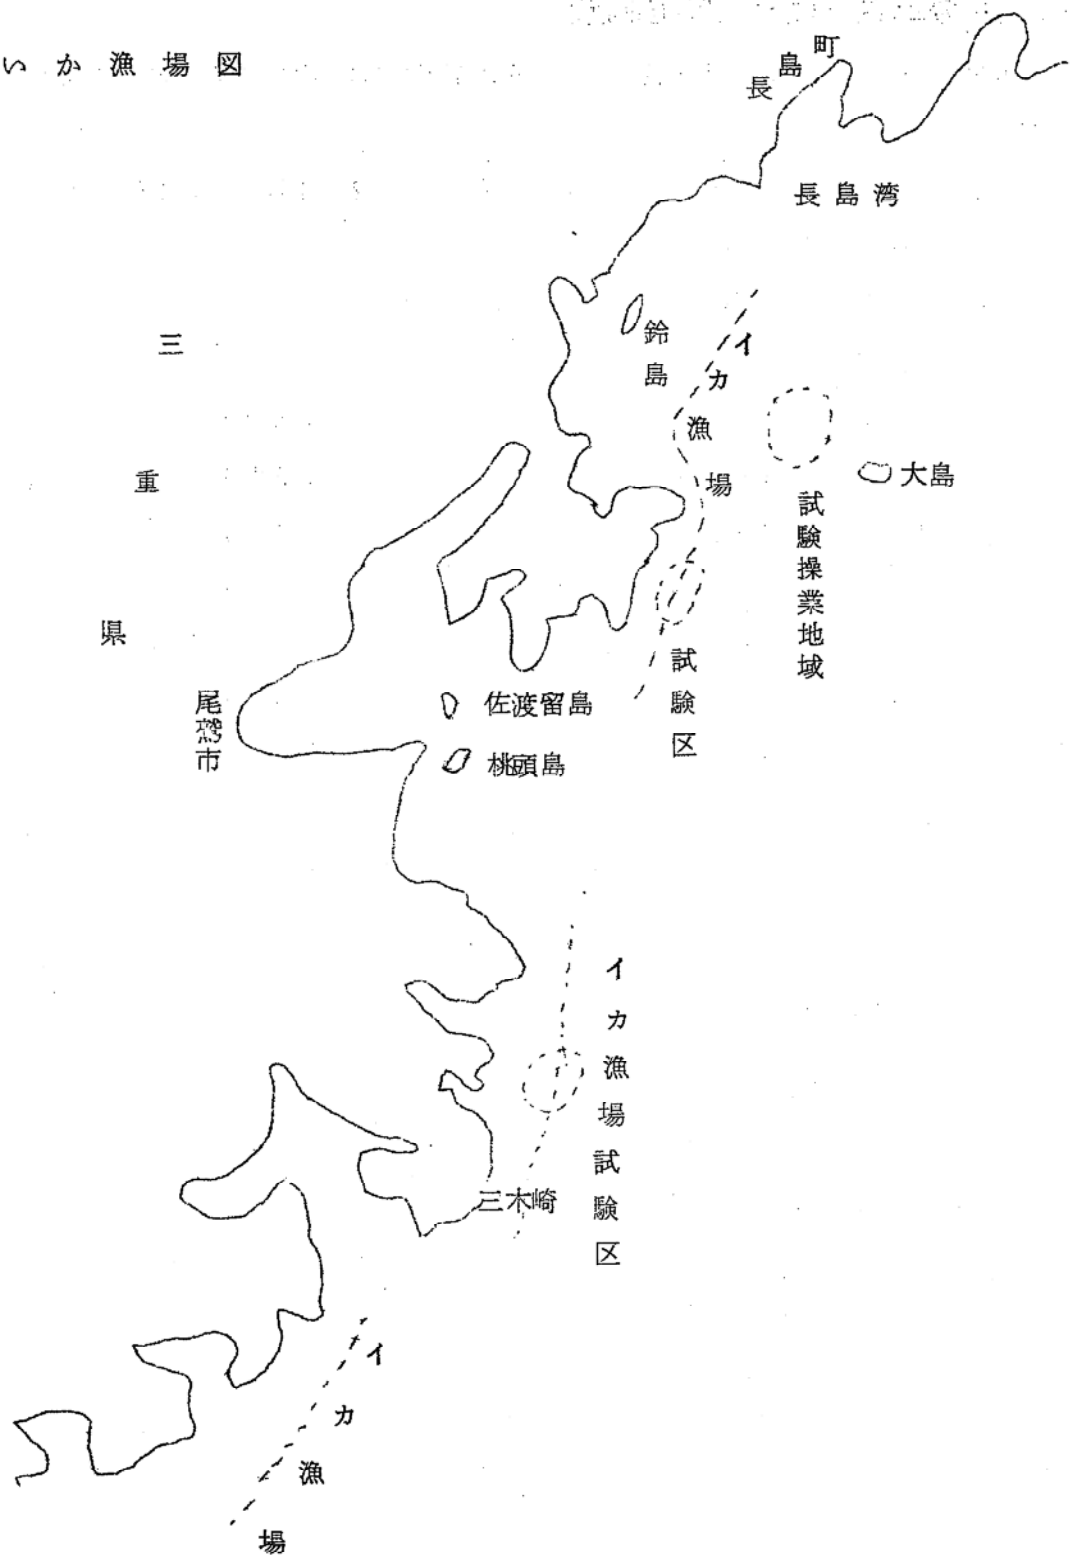 いか漁場図
長島町
長島湾
鈴島
イカ漁場
大島
試験操業地域
試験区
三重県
尾鷲市
佐渡留島
桃頭島
イカ漁場試験区
三木崎
イカ漁場